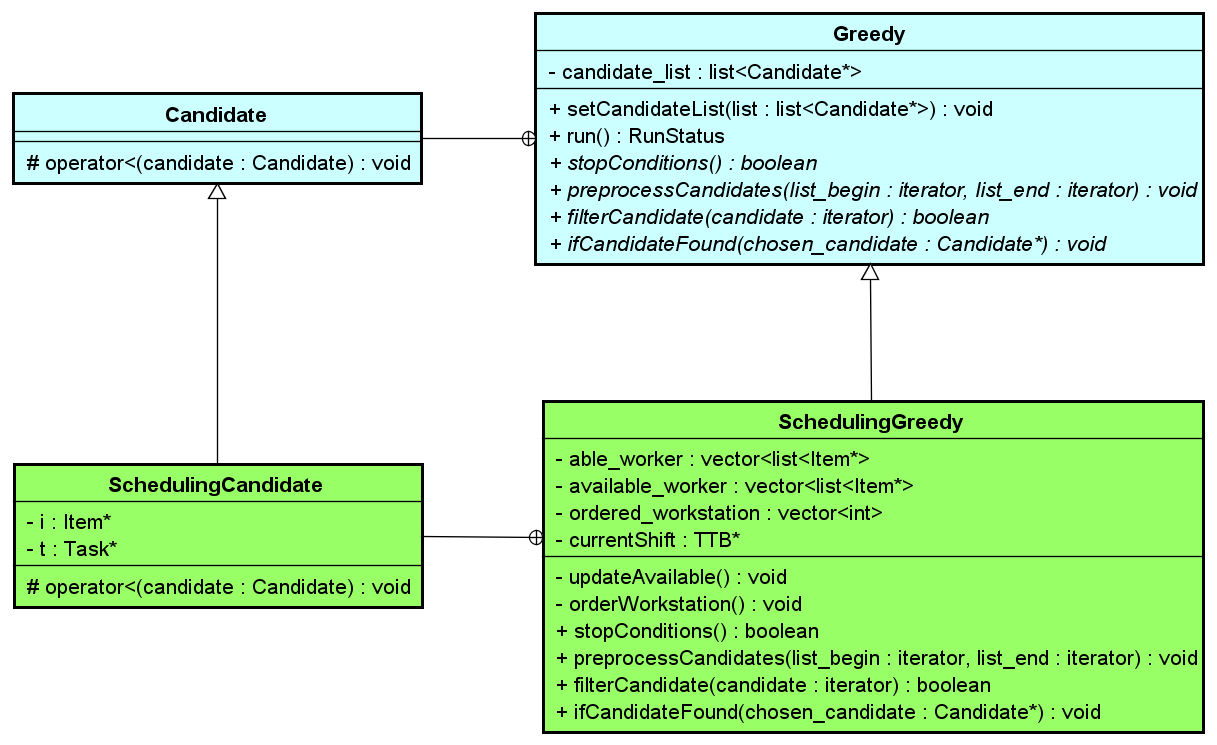 Greedy
- candidate_list : list<Candidate*>
+ setCandidateList(list : list<Candidate*>) : void
+ run() : RunStatus
+ stopConditions() : boolean
+ preprocessCandidates(list_begin : iterator, list_end : iterator) : void
+ filterCandidate(candidate : iterator) : boolean
+ ifCandidateFound(chosen_candidate : Candidate*) : void
Candidate
# operator<(candidate : Candidate) : void
SchedulingGreedy
- able_worker : vector<list<Item*>
- available_worker : vector<list<Item*>
- ordered_workstation : vector<int>
- currentShift : TTB*
- updateAvailable() : void
- orderWorkstation() : void
+ stopConditions() : boolean
+ preprocessCandidates(list_begin : iterator, list_end : iterator) : void
+ filterCandidate(candidate : iterator) : boolean
+ ifCandidateFound(chosen_candidate : Candidate*) : void
SchedulingCandidate
- i : Item*
- t : Task*
# operator<(candidate : Candidate) : void